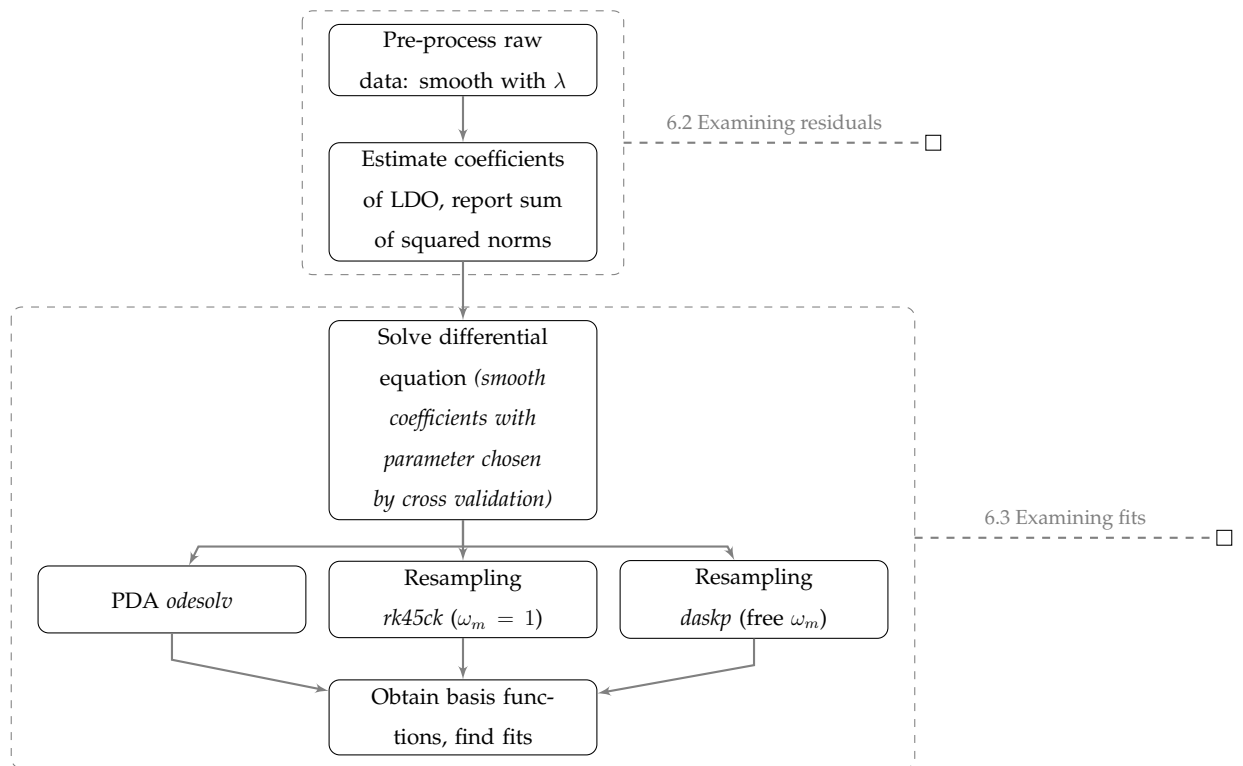 Pre-process raw
data: smooth with λ
6.2 Examining residuals
Estimate coefficients
of LDO, report sum
of squared norms
Solve differential
equation (smooth
coefficients with
parameter chosen
by cross validation)
6.3 Examining fits
PDA odesolv
Resampling
rk45ck (ωₘ = 1)
Resampling
daskp (free ωₘ)
Obtain basis func-
tions, find fits